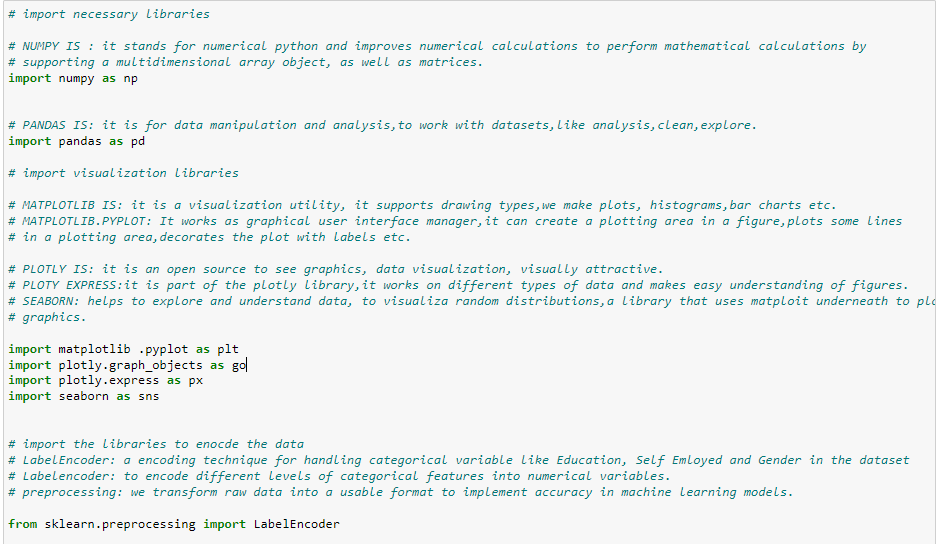 # import necessary libraries
# NUMPY IS : it stands for numerical python and improves numerical calculations to perform mathematical calculations by
# supporting a multidimensional array object, as well as matrices.
import numpy as np
# PANDAS IS: it is for data manipulation and analysis,to work with datasets,like analysis,clean,explore.
import pandas as pd
# import visualization libraries
# MATPLOTLIB IS: it is a visualization utility, it supports drawing types,we make plots, histograms,bar charts etc.
# MATPLOTLIB.PYPLOT: It works as graphical user interface manager,it can create a plotting area in a figure,plots some lines
# in a plotting area,decorates the plot with labels etc.
# PLOTLY IS: it is an open source to see graphics, data visualization, visually attractive.
# PLOTY EXPRESS:it is part of the plotly library,it works on different types of data and makes easy understanding of figures.
# SEABORN: helps to explore and understand data, to visualiza random distributions,a library that uses matploit underneath to
# graphics.
import matplotlib .pyplot as plt
import plotly.graph_objects as go
import plotly.express as px
import seaborn as sns
# import the libraries to enocde the data
# LabelEncoder: a encoding technique for handling categorical variable like Education, Self Emloyed and Gender in the dataset
# Labelencoder: to encode different levels of categorical features into numerical variables.
# preprocessing: we transform raw data into a usable format to implement accuracy in machine learning models.
from sklearn.preprocessing import LabelEncoder